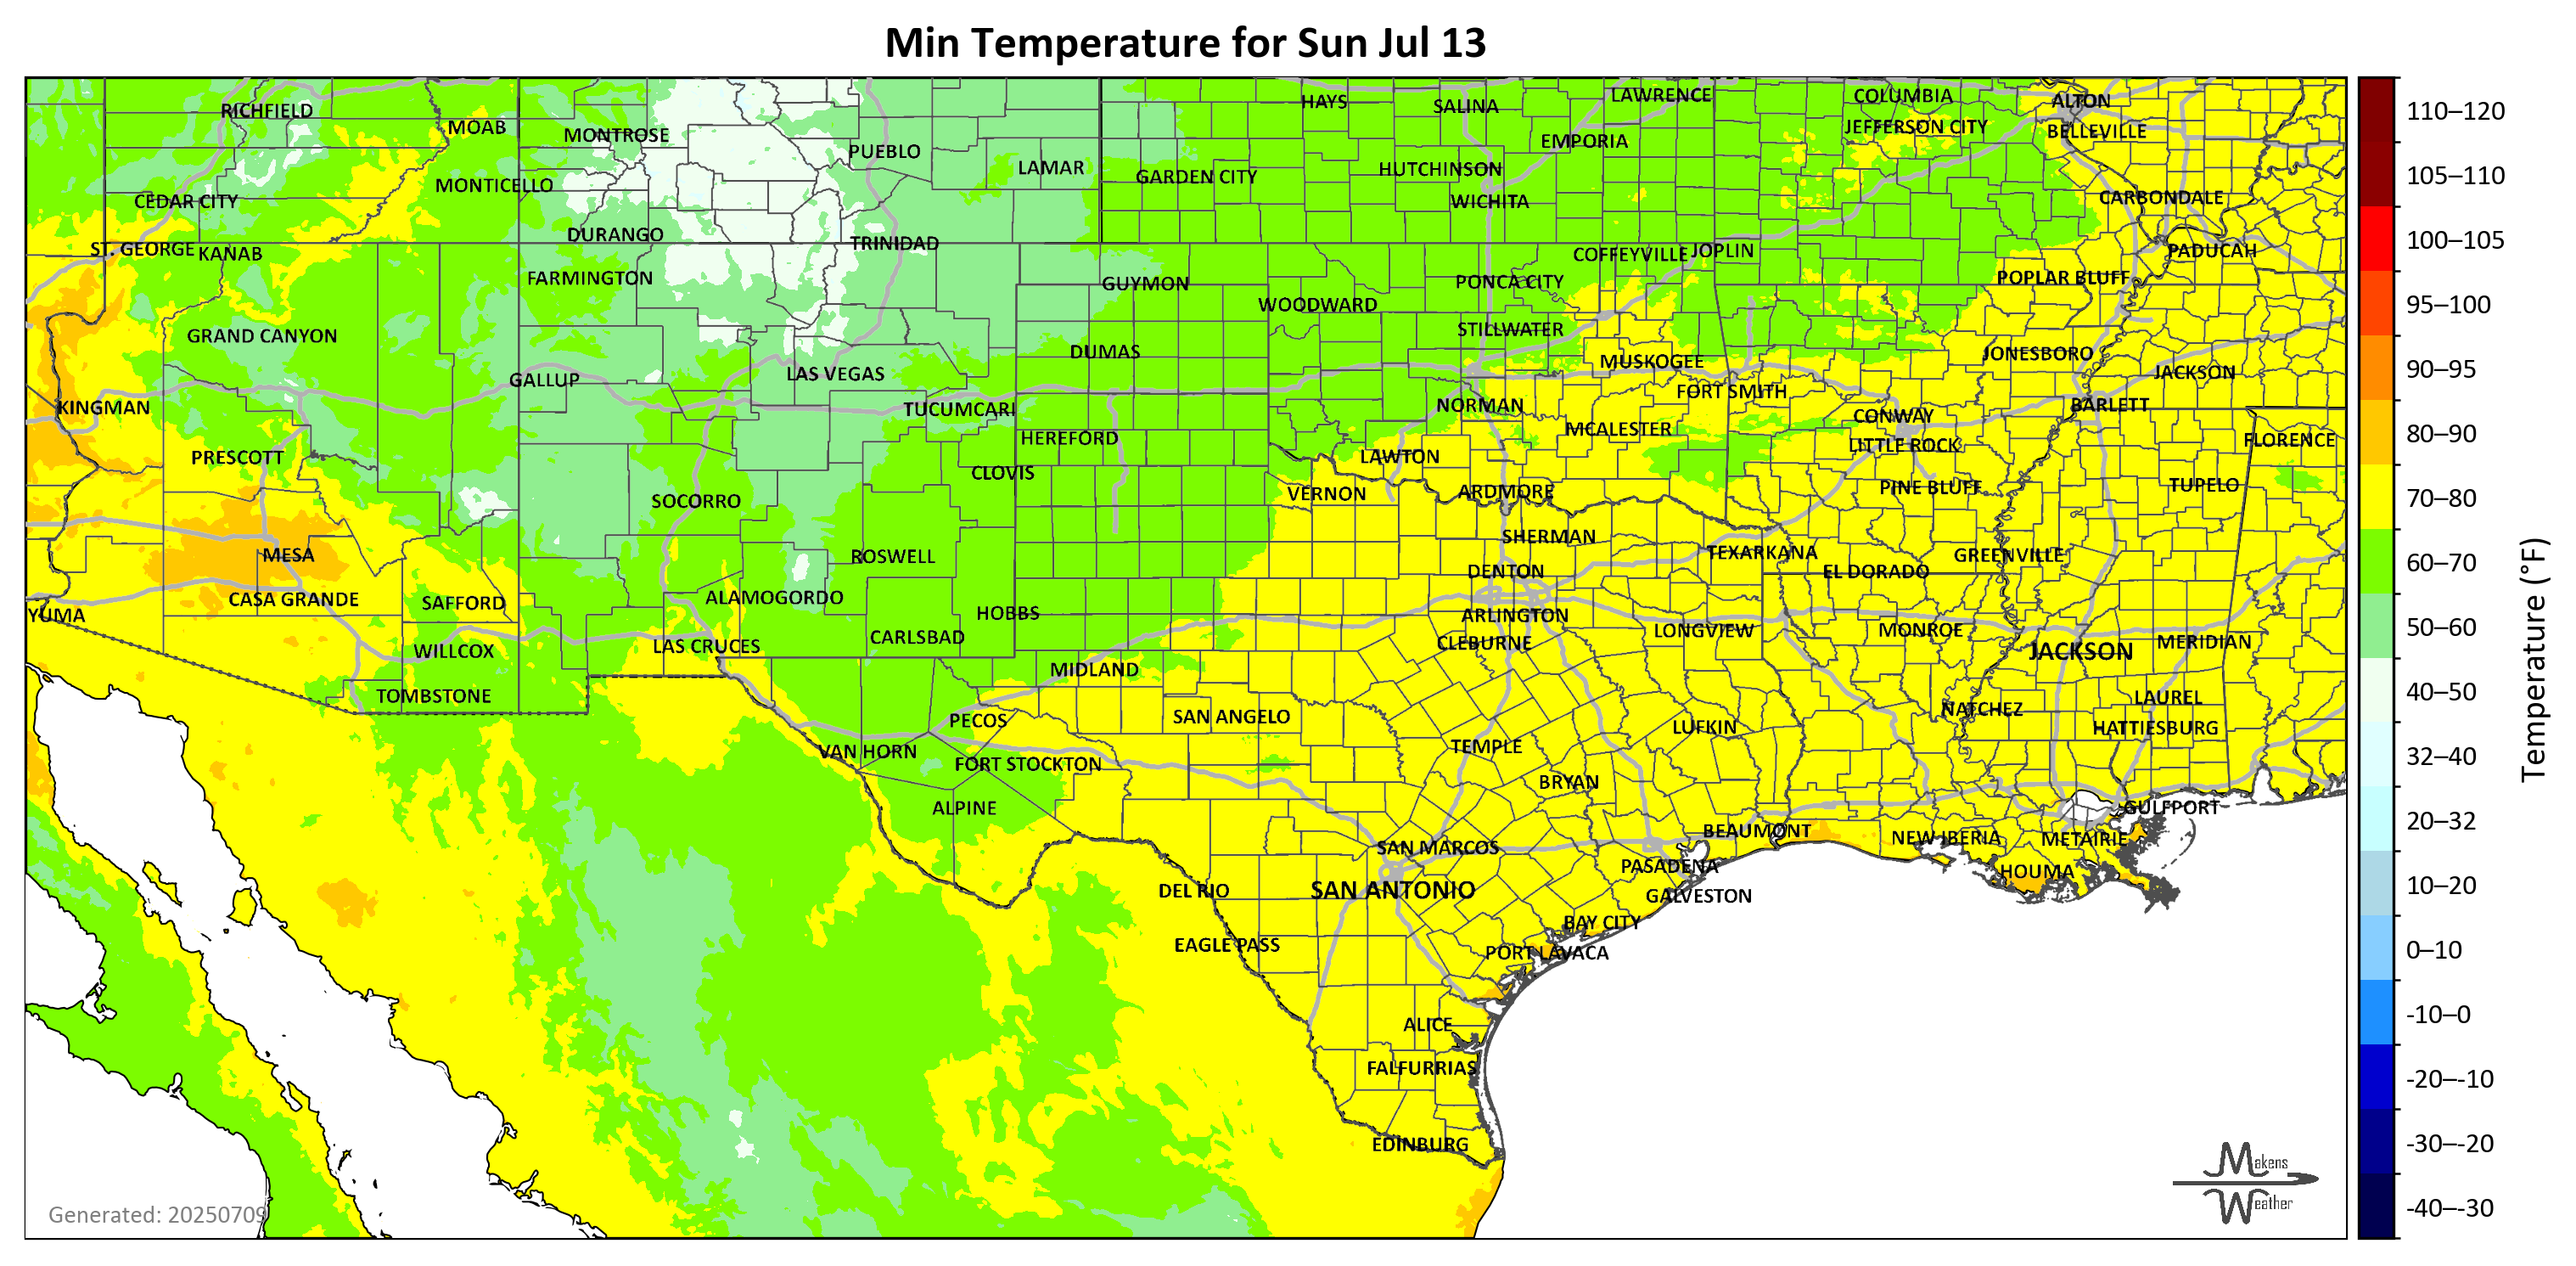 Min Temperature for Sun Jul 13
RICHFIELD
MOAB
MONTROSE
PUEBLO
LAMAR
HAYS
SALINA
LAWRENCE
COLUMBIA
ALTON
JEFFERSON CITY
BELLEVILLE
EMPORIA
MONTICELLO
GARDEN CITY
HUTCHINSON
CEDAR CITY
WICHITA
CARBONDALE
DURANGO
TRINIDAD
ST. GEORGE
KANAB
COFFEYVILLE
JOPLIN
PADUCAH
FARMINGTON
GUYMON
PONCA CITY
POPLAR BLUFF
WOODWARD
GRAND CANYON
STILLWATER
DUMAS
JONESBORO
MUSKOGEE
GALLUP
LAS VEGAS
JACKSON
FORT SMITH
KINGMAN
TUCUMCARI
NORMAN
CONWAY
BARLETT
HEREFORD
MCALESTER
LITTLE ROCK
FLORENCE
PRESCOTT
CLOVIS
LAWTON
SOCORRO
VERNON
ARDMORE
PINE BLUFF
TUPELO
SHERMAN
MESA
ROSWELL
TEXARKANA
GREENVILLE
DENTON
EL DORADO
CASA GRANDE
SAFFORD
ALAMOGORDO
YUMA
HOBBS
ARLINGTON
WILLCOX
LAS CRUCES
CARLSBAD
CLEBURNE
LONGVIEW
MONROE
JACKSON
MERIDIAN
MIDLAND
TOMBSTONE
LAUREL
PECOS
SAN ANGELO
NATCHEZ
LUFKIN
HATTIESBURG
VAN HORN
FORT STOCKTON
TEMPLE
BRYAN
ALPINE
GULFPORT
BEAUMONT
NEW IBERIA
METAIRIE
SAN MARCOS
PASADENA
HOUMA
DEL RIO
SAN ANTONIO
GALVESTON
BAY CITY
EAGLE PASS
PORT LAVACA
ALICE
FALFURRIAS
EDINBURG
Generated: 20250709
Makens
Weather
110–120
105–110
100–105
95–100
90–95
80–90
70–80
60–70
50–60
40–50
32–40
20–32
10–20
0–10
-10–0
-20–-10
-30–-20
-40–-30
Temperature (°F)